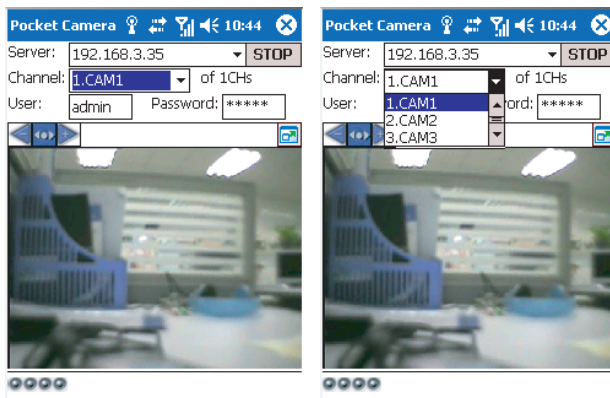 Pocket Camera 10:44
Server: 192.168.3.35 STOP
Channel: 1.CAM1 of 1CHs
User: admin Password: *****
Pocket Camera 10:44
Server: 192.168.3.35 STOP
Channel: 1.CAM1 of 1CHs
User: 1.CAM1 ord: *****
2.CAM2
3.CAM3